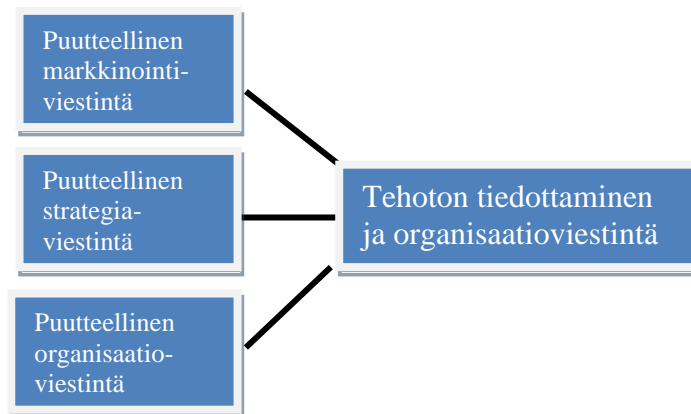 Puutteellinen
markkinointi-
viestintä
Puutteellinen
strategia-
viestintä
Puutteellinen
organisaatio-
viestintä
Tehoton tiedottaminen
ja organisaatioviestintä